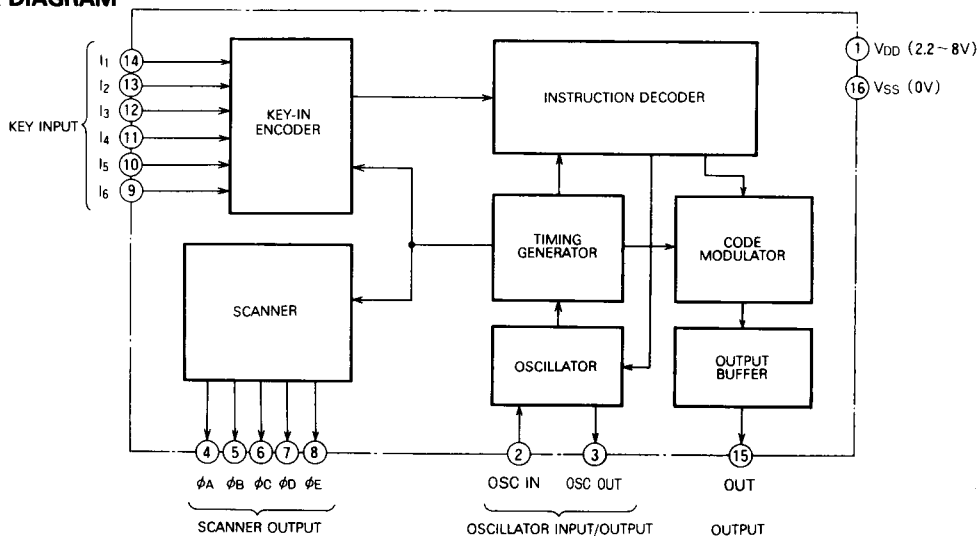 DIAGRAM
I1 14
I2 13
I3 12
I4 11
I5 10
I6 9
KEY INPUT
KEY-IN
ENCODER
INSTRUCTION DECODER
1 VDD (2.2~8V)
16 VSS (0V)
TIMING
GENERATOR
CODE
MODULATOR
SCANNER
OSCILLATOR
OUTPUT
BUFFER
4 5 6 7 8 2 3 15
φA φB φC φD φE OSC IN OSC OUT OUT
SCANNER OUTPUT OSCILLATOR INPUT/OUTPUT OUTPUT